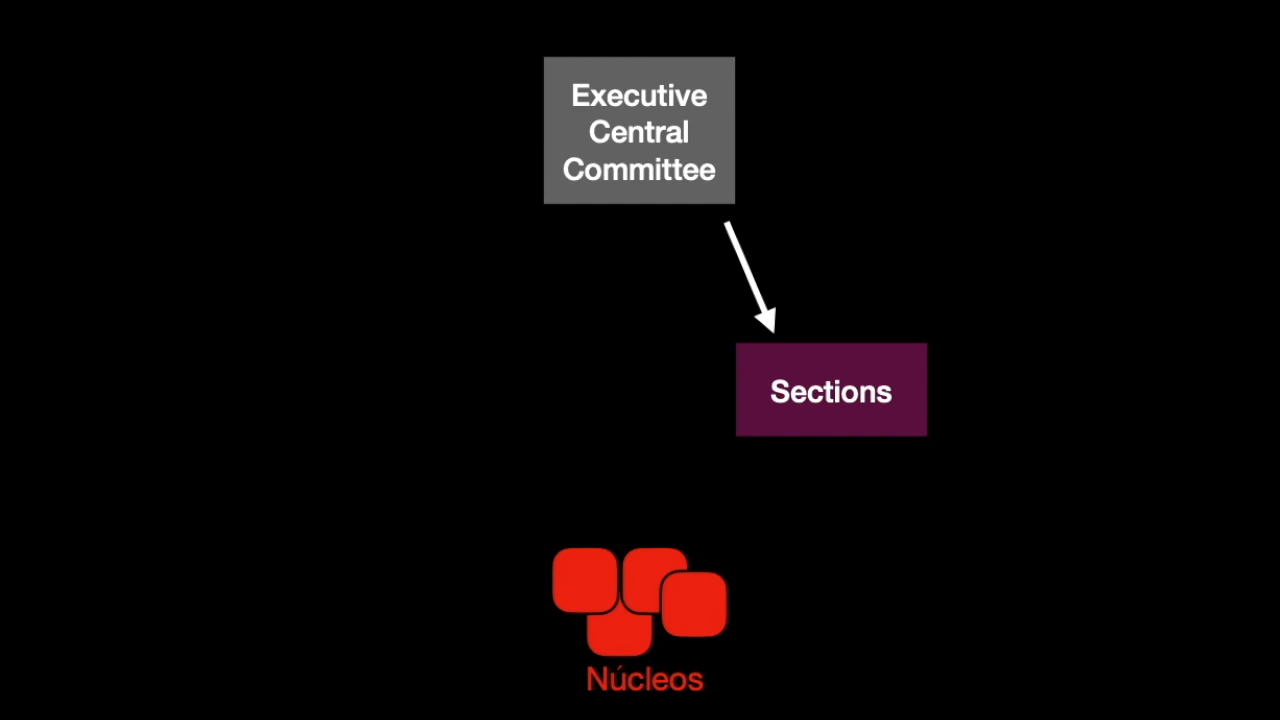 Executive
Central
Committee
Sections
Núcleos